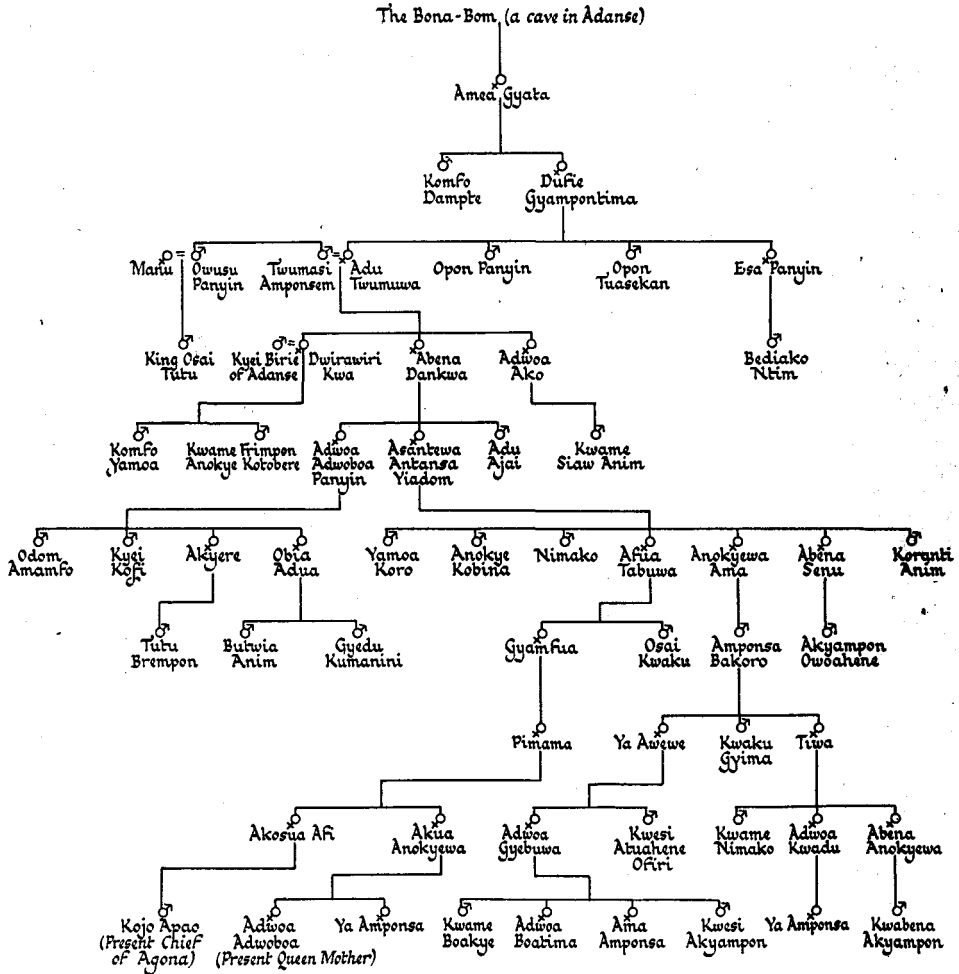 The Bona-Bom (a cave in Adanse)
Amea Gyata
Komfo Dampte
Dufie Gyampontima
Manu = Owusu Panyin
Twumasi Amponsem = Adu Twumuwa
Opon Panyin
Opon Tuasekan
Esa Panyin
King Osai Tutu
Kyei Birie of Adanse = Dwirawiri Kwa
Abena Dankwa
Adwoa Ako
Bediako Ntim
Komfo Yamoa
Kwame Frimpon Anokye Kotobere
Adwoa Adwoboa Panyin
Asantewa Antansa Yiadom
Adu Ajai
Kwame Siaw Anim
Odom Amamfo
Kyei Kofi
Akyere
Obia Adua
Yamoa Koro
Anokye Kobina
Nimako
Afua Tabuwa
Anokyewa Ama
Abena Senu
Koranti Anim
Tutu Brempon
Butwia Anim
Gyedu Kumanini
Gyamfua
Osai Kwaku
Amponsa Bakoro
Akyampon Owoahene
Pimama
Ya Awewe
Kwaku Gyima
Tiwa
Akosua Afi
Akua Anokyewa
Adwoa Gyebuwa
Kwesi Atuahene Ofiri
Kwame Nimako
Adwoa Kwadu
Abena Anokyewa
Kojo Apao (Present Chief of Agona)
Adwoa Adwoboa (Present Queen Mother)
Ya Amponsa
Kwame Boakye
Adwoa Boatima
Ama Amponsa
Kwesi Akyampon
Ya Amponsa
Kwabena Akyampon